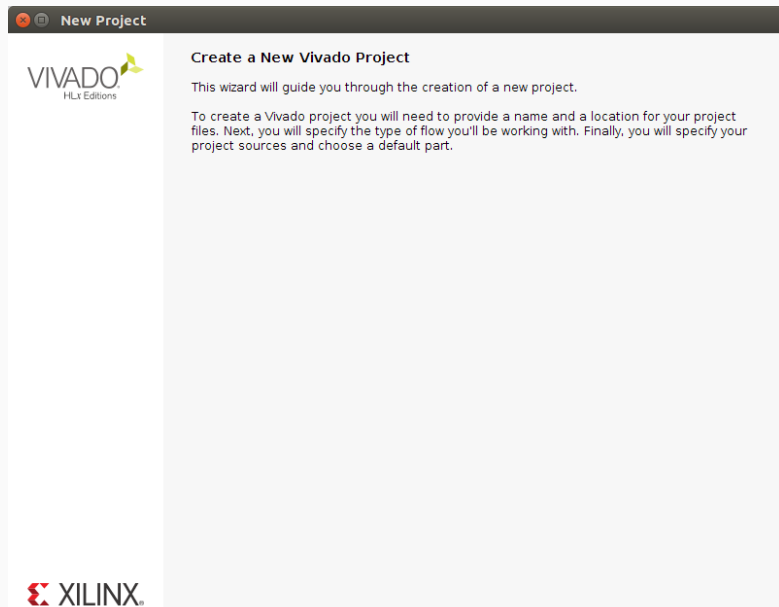 New Project
VIVADO.
HLx Editions
Create a New Vivado Project
This wizard will guide you through the creation of a new project.
To create a Vivado project you will need to provide a name and a location for your project
files. Next, you will specify the type of flow you'll be working with. Finally, you will specify your
project sources and choose a default part.
XILINX.